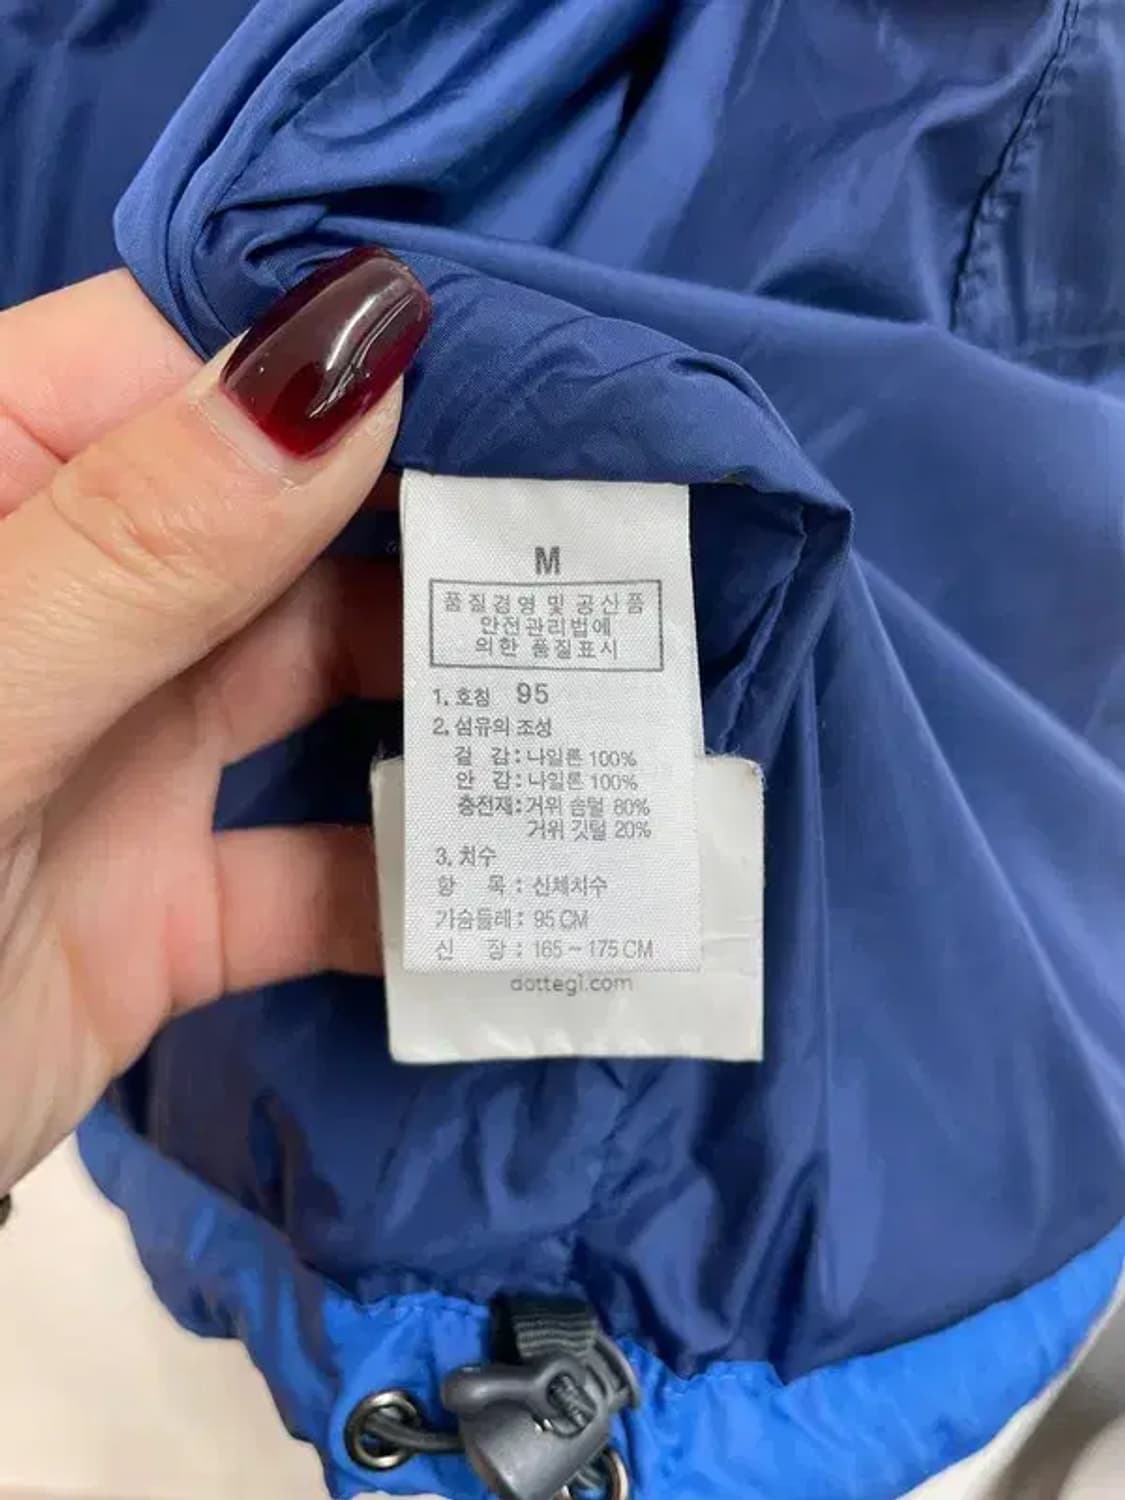 M
품질경영 및 공산품
안전관리법에
의한 품질표시
1. 호칭 95
2. 섬유의 조성
겉 감 : 나일론 100%
안 감 : 나일론 100%
충전재 : 거위 솜털 80%
거위 깃털 20%
3. 치수
항 목 : 신체치수
가슴둘레 : 95 CM
신 장 : 165 ~ 175 CM
dottegi.com